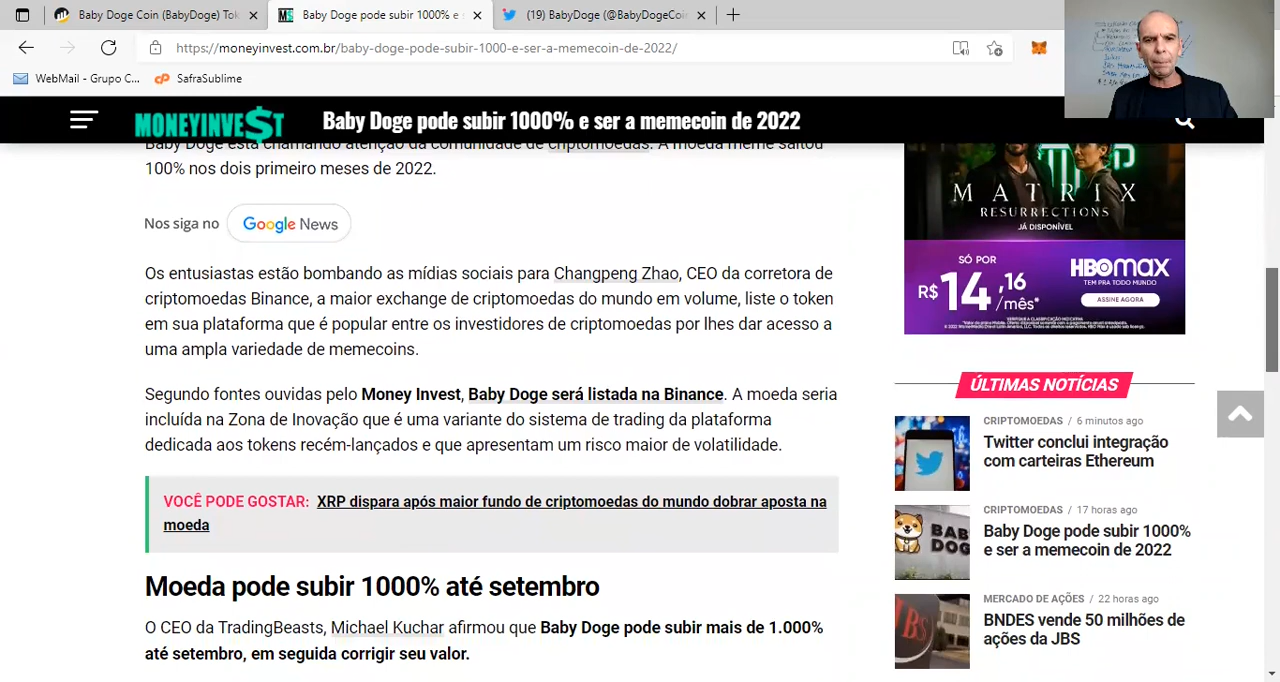 Baby Doge Coin (BabyDoge) Tok
Baby Doge pode subir 1000% e s
(19) BabyDoge (@BabyDogeCoin
https://moneyinvest.com.br/baby-doge-pode-subir-1000-e-ser-a-memecoin-de-2022/
WebMail - Grupo C...
SafraSublime
MONEYINVE$T
Baby Doge pode subir 1000% e ser a memecoin de 2022
Baby Doge está chamando atenção da comunidade de criptomoedas. A moeda meme saltou
100% nos dois primeiro meses de 2022.
Nos siga no
Google News
Os entusiastas estão bombando as mídias sociais para Changpeng Zhao, CEO da corretora de
criptomoedas Binance, a maior exchange de criptomoedas do mundo em volume, liste o token
em sua plataforma que é popular entre os investidores de criptomoedas por lhes dar acesso a
uma ampla variedade de memecoins.
Segundo fontes ouvidas pelo Money Invest, Baby Doge será listada na Binance. A moeda seria
incluída na Zona de Inovação que é uma variante do sistema de trading da plataforma
dedicada aos tokens recém-lançados e que apresentam um risco maior de volatilidade.
VOCÊ PODE GOSTAR: XRP dispara após maior fundo de criptomoedas do mundo dobrar aposta na
moeda
Moeda pode subir 1000% até setembro
O CEO da TradingBeasts, Michael Kuchar afirmou que Baby Doge pode subir mais de 1.000%
até setembro, em seguida corrigir seu valor.
MATRIX
RESURRECTIONS
JÁ DISPONÍVEL
SÓ POR
R$ 14,16
/mês*
HBOmax
TEM PRA TODO MUNDO
ASSINE AGORA
ÚLTIMAS NOTÍCIAS
CRIPTOMOEDAS / 6 minutos ago
Twitter conclui integração
com carteiras Ethereum
CRIPTOMOEDAS / 17 horas ago
Baby Doge pode subir 1000%
e ser a memecoin de 2022
BAB
DOG
MERCADO DE AÇÕES / 22 horas ago
BNDES vende 50 milhões de
ações da JBS
JBS